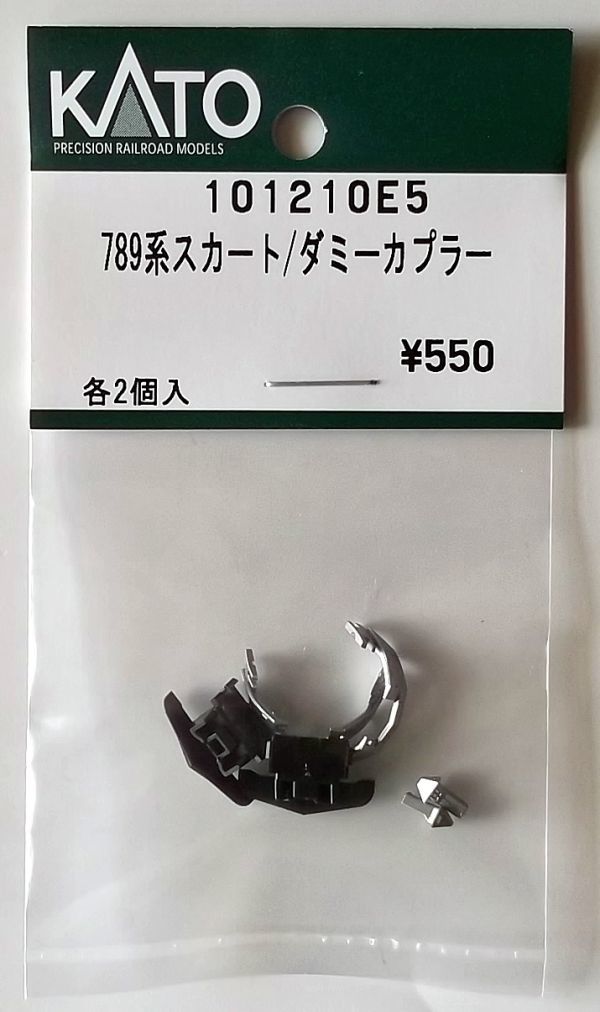 KATO
PRECISION RAILROAD MODELS
101210E5
789系スカート/ダミーカプラー
¥550
各2個入